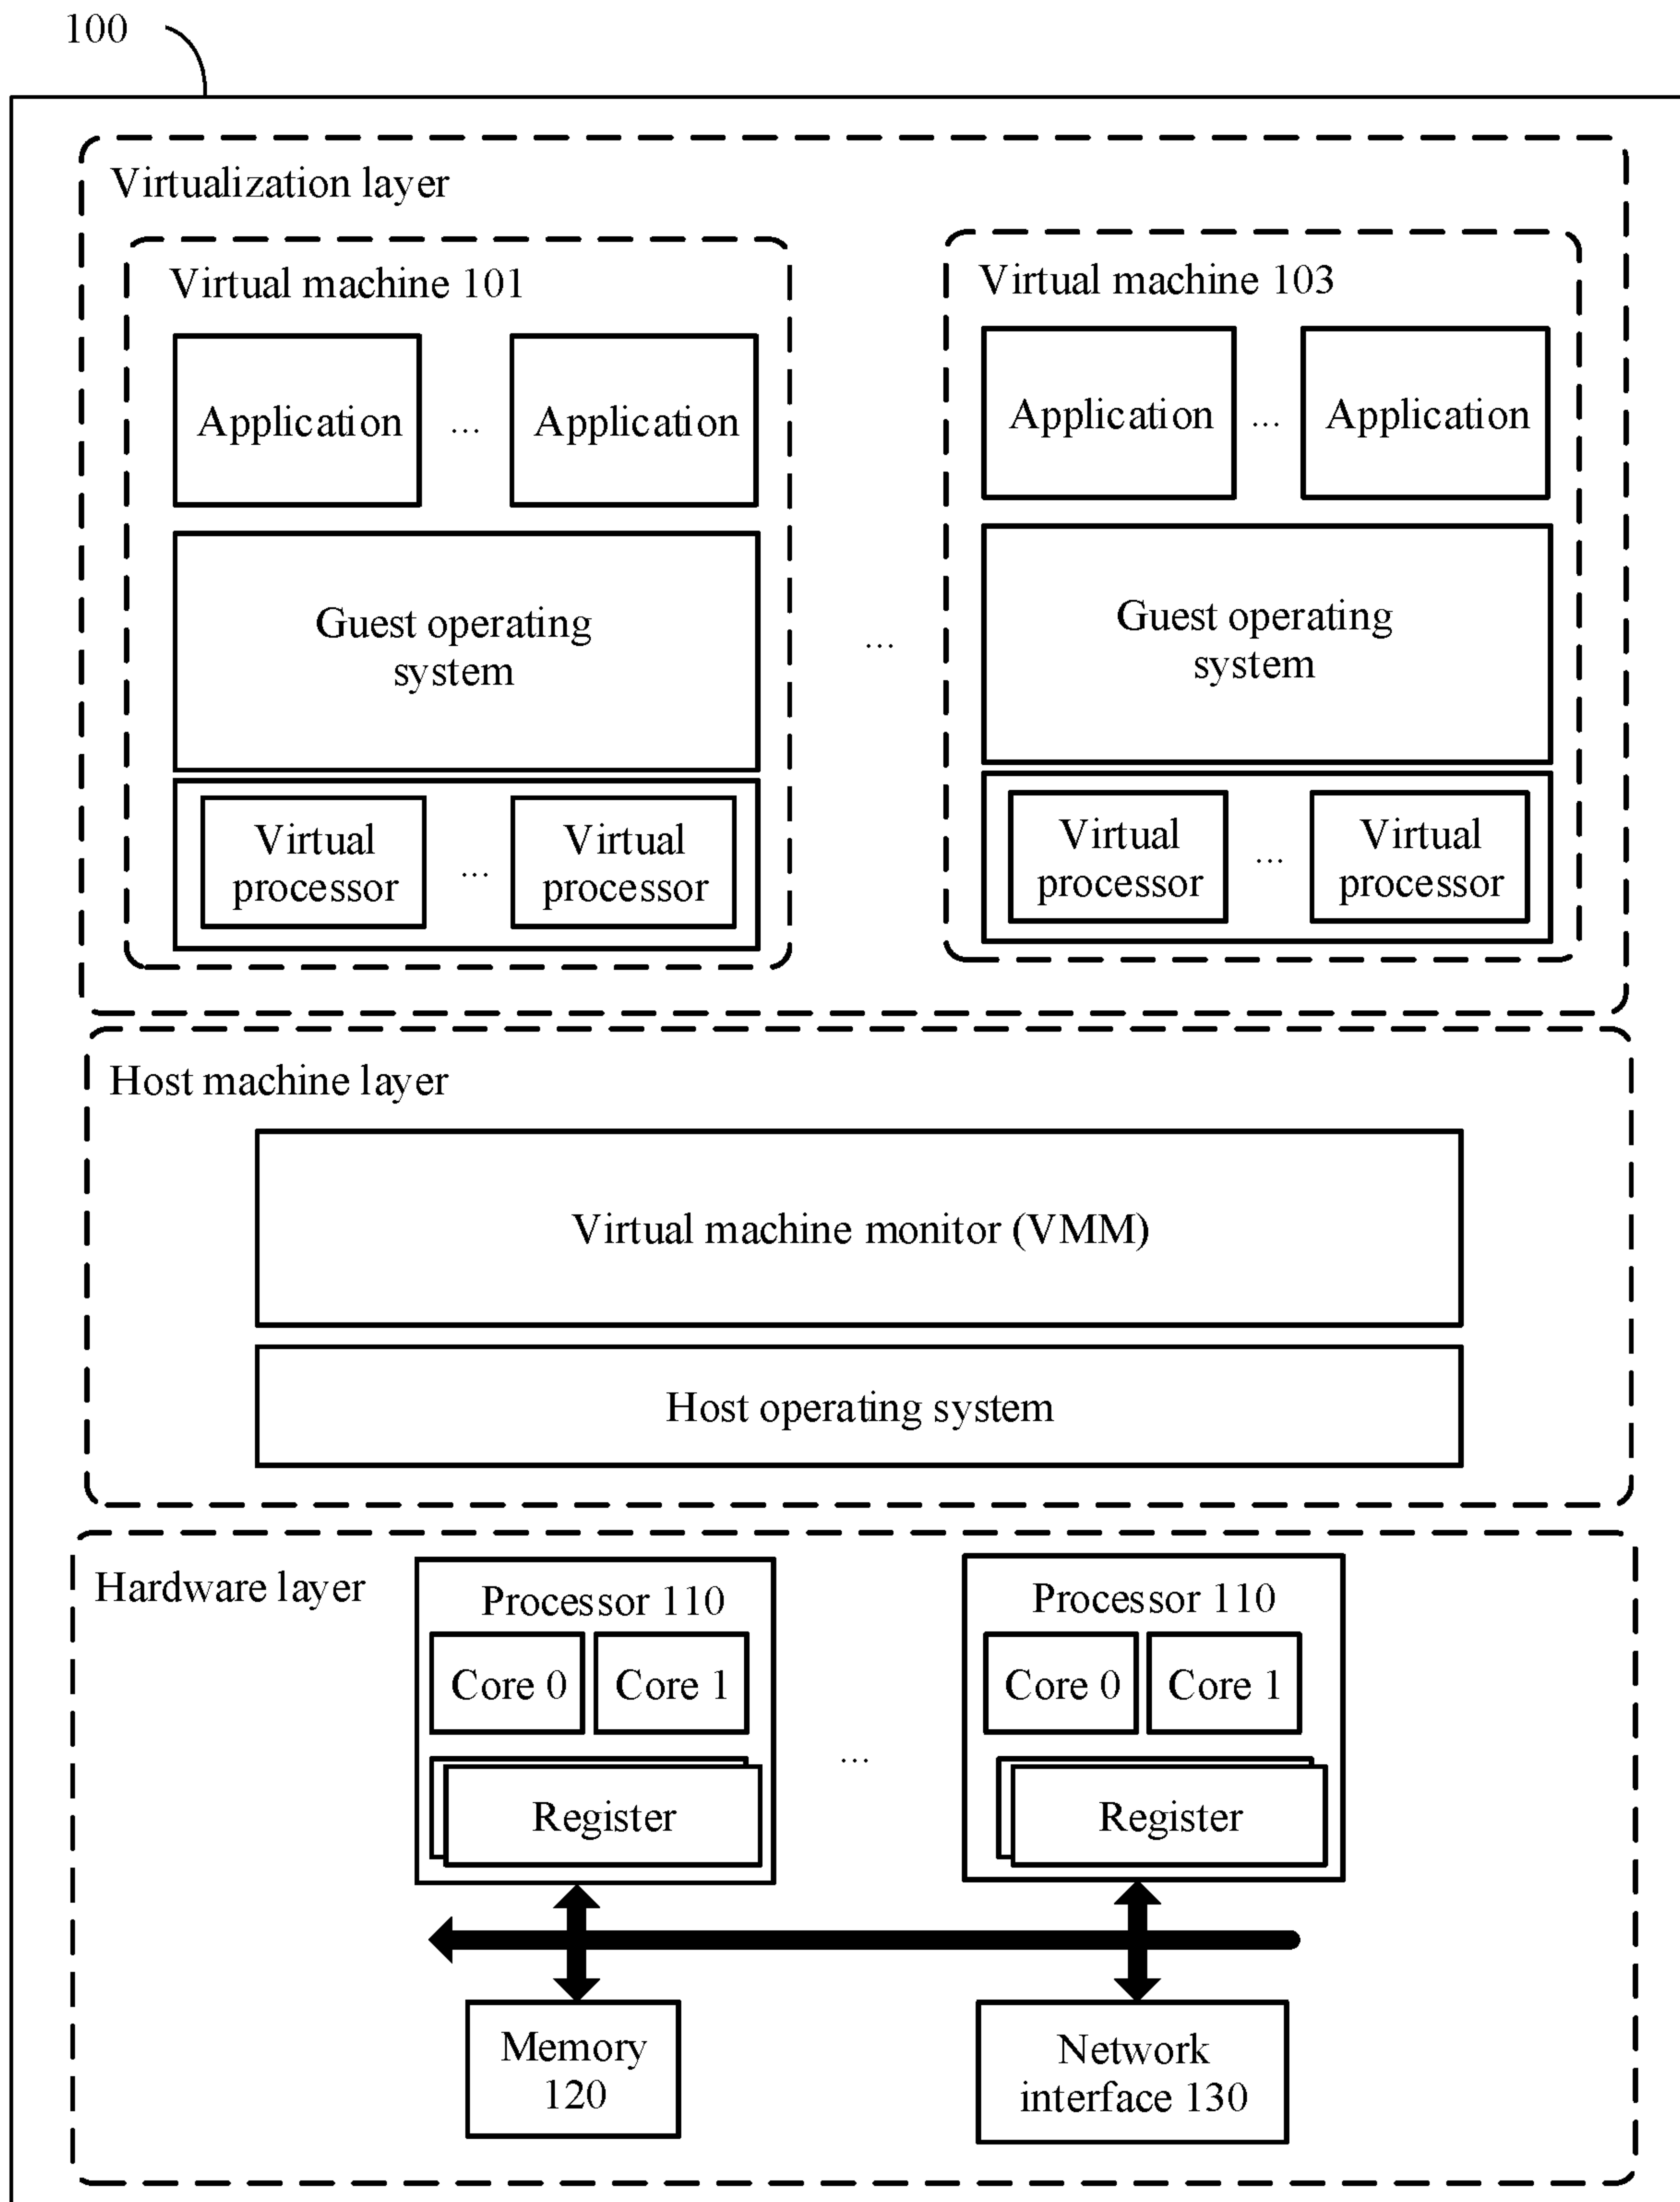 100
Virtualization layer
Virtual machine 101
Application
...
Application
Guest operating
system
Virtual
processor
...
Virtual
processor
...
Virtual machine 103
Application
...
Application
Guest operating
system
Virtual
processor
...
Virtual
processor
Host machine layer
Virtual machine monitor (VMM)
Host operating system
Hardware layer
Processor 110
Core 0
Core 1
Register
...
Processor 110
Core 0
Core 1
Register
Memory
120
Network
interface 130